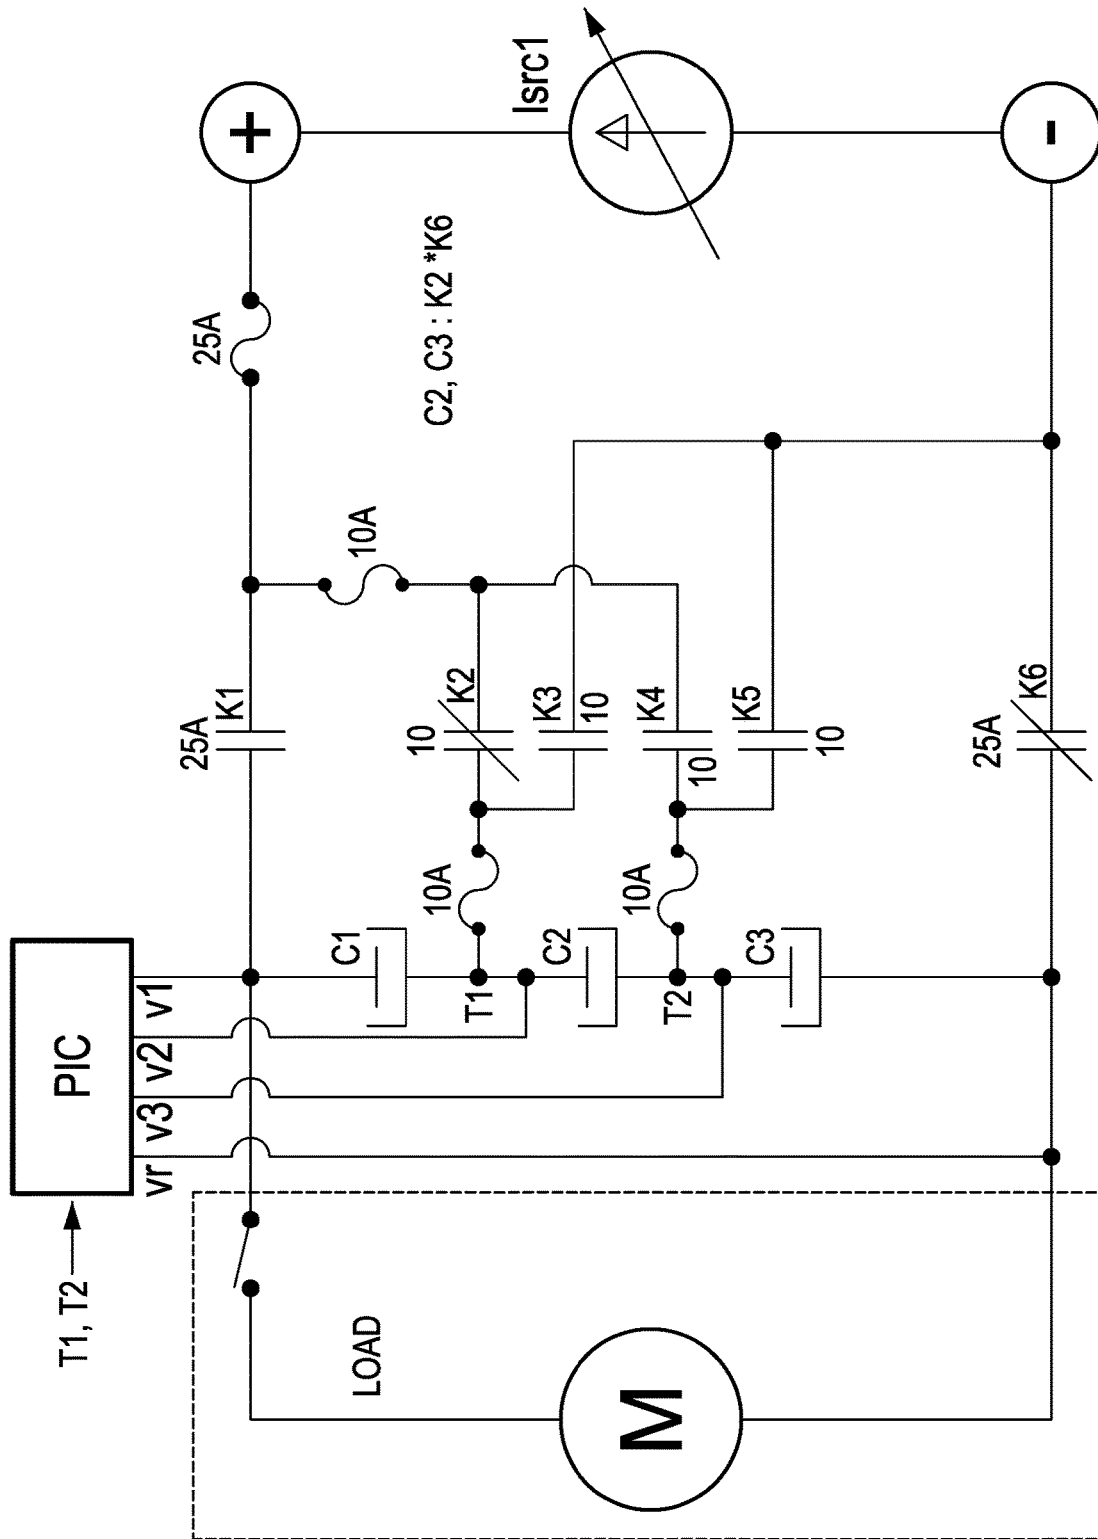 T1, T2
PIC
vr v3 v2 v1
25A
K1
25A
+
LOAD
C1
10A
10
K2
10A
C2, C3 : K2 *K6
T1
Isrc1
K3
10
C2
10A
K4
10
M
T2
C3
K5
10
25A
K6
-